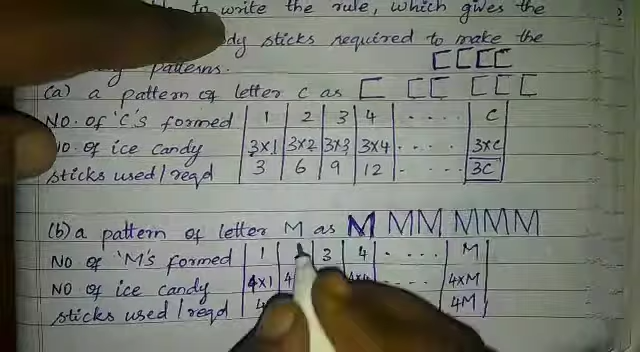 to write the rule, which gives the ?
sticks required to make the
patterns.
(a) a pattern of letter c as
No. of 'C's formed 1 2 3 4 ..... C
No. of ice candy 3×1 3×2 3×3 3×4 ..... 3×C
sticks used/reqd 3 6 9 12 ..... 3C
(b) a pattern of letter M as M MM MMM
No of 'M's formed 1 3 4 ..... M
No of ice candy 4×1 4 4×4 ..... 4×M
sticks used/reqd 4M